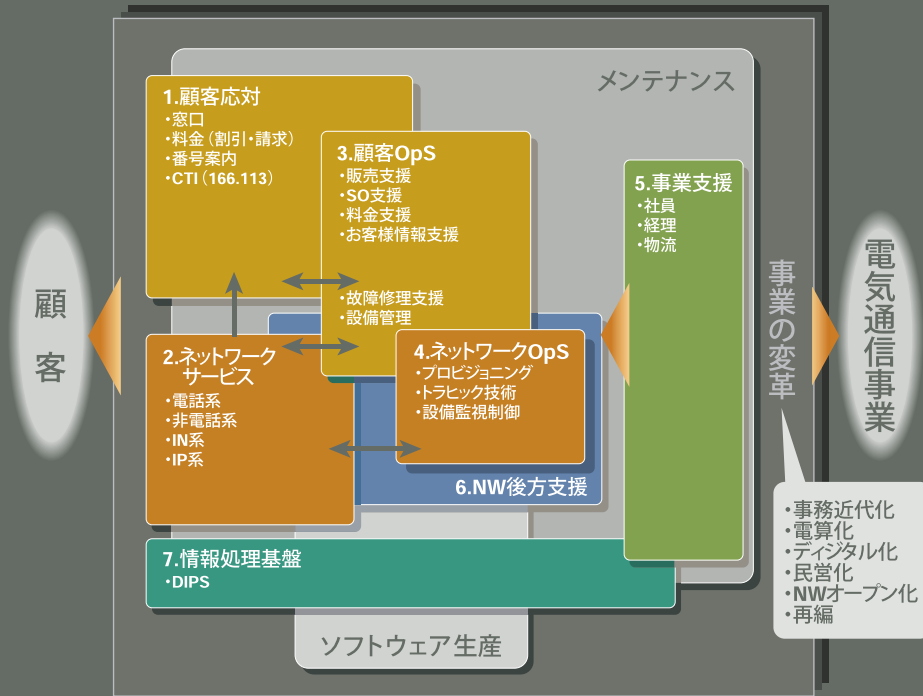 メンテナンス
1.顧客応対
・窓口
・料金（割引・請求）
・番号案内
・CTI（166.113）
3.顧客OpS
・販売支援
・SO支援
・料金支援
・お客様情報支援
・故障修理支援
・設備管理
5.事業支援
・社員
・経理
・物流
顧客
電気通信事業
事業の変革
2.ネットワーク
サービス
・電話系
・非電話系
・IN系
・IP系
4.ネットワークOpS
・プロビジョニング
・トラヒック技術
・設備監視制御
6.NW後方支援
7.情報処理基盤
・DIPS
ソフトウェア生産
・事務近代化
・電算化
・ディジタル化
・民営化
・NWオープン化
・再編